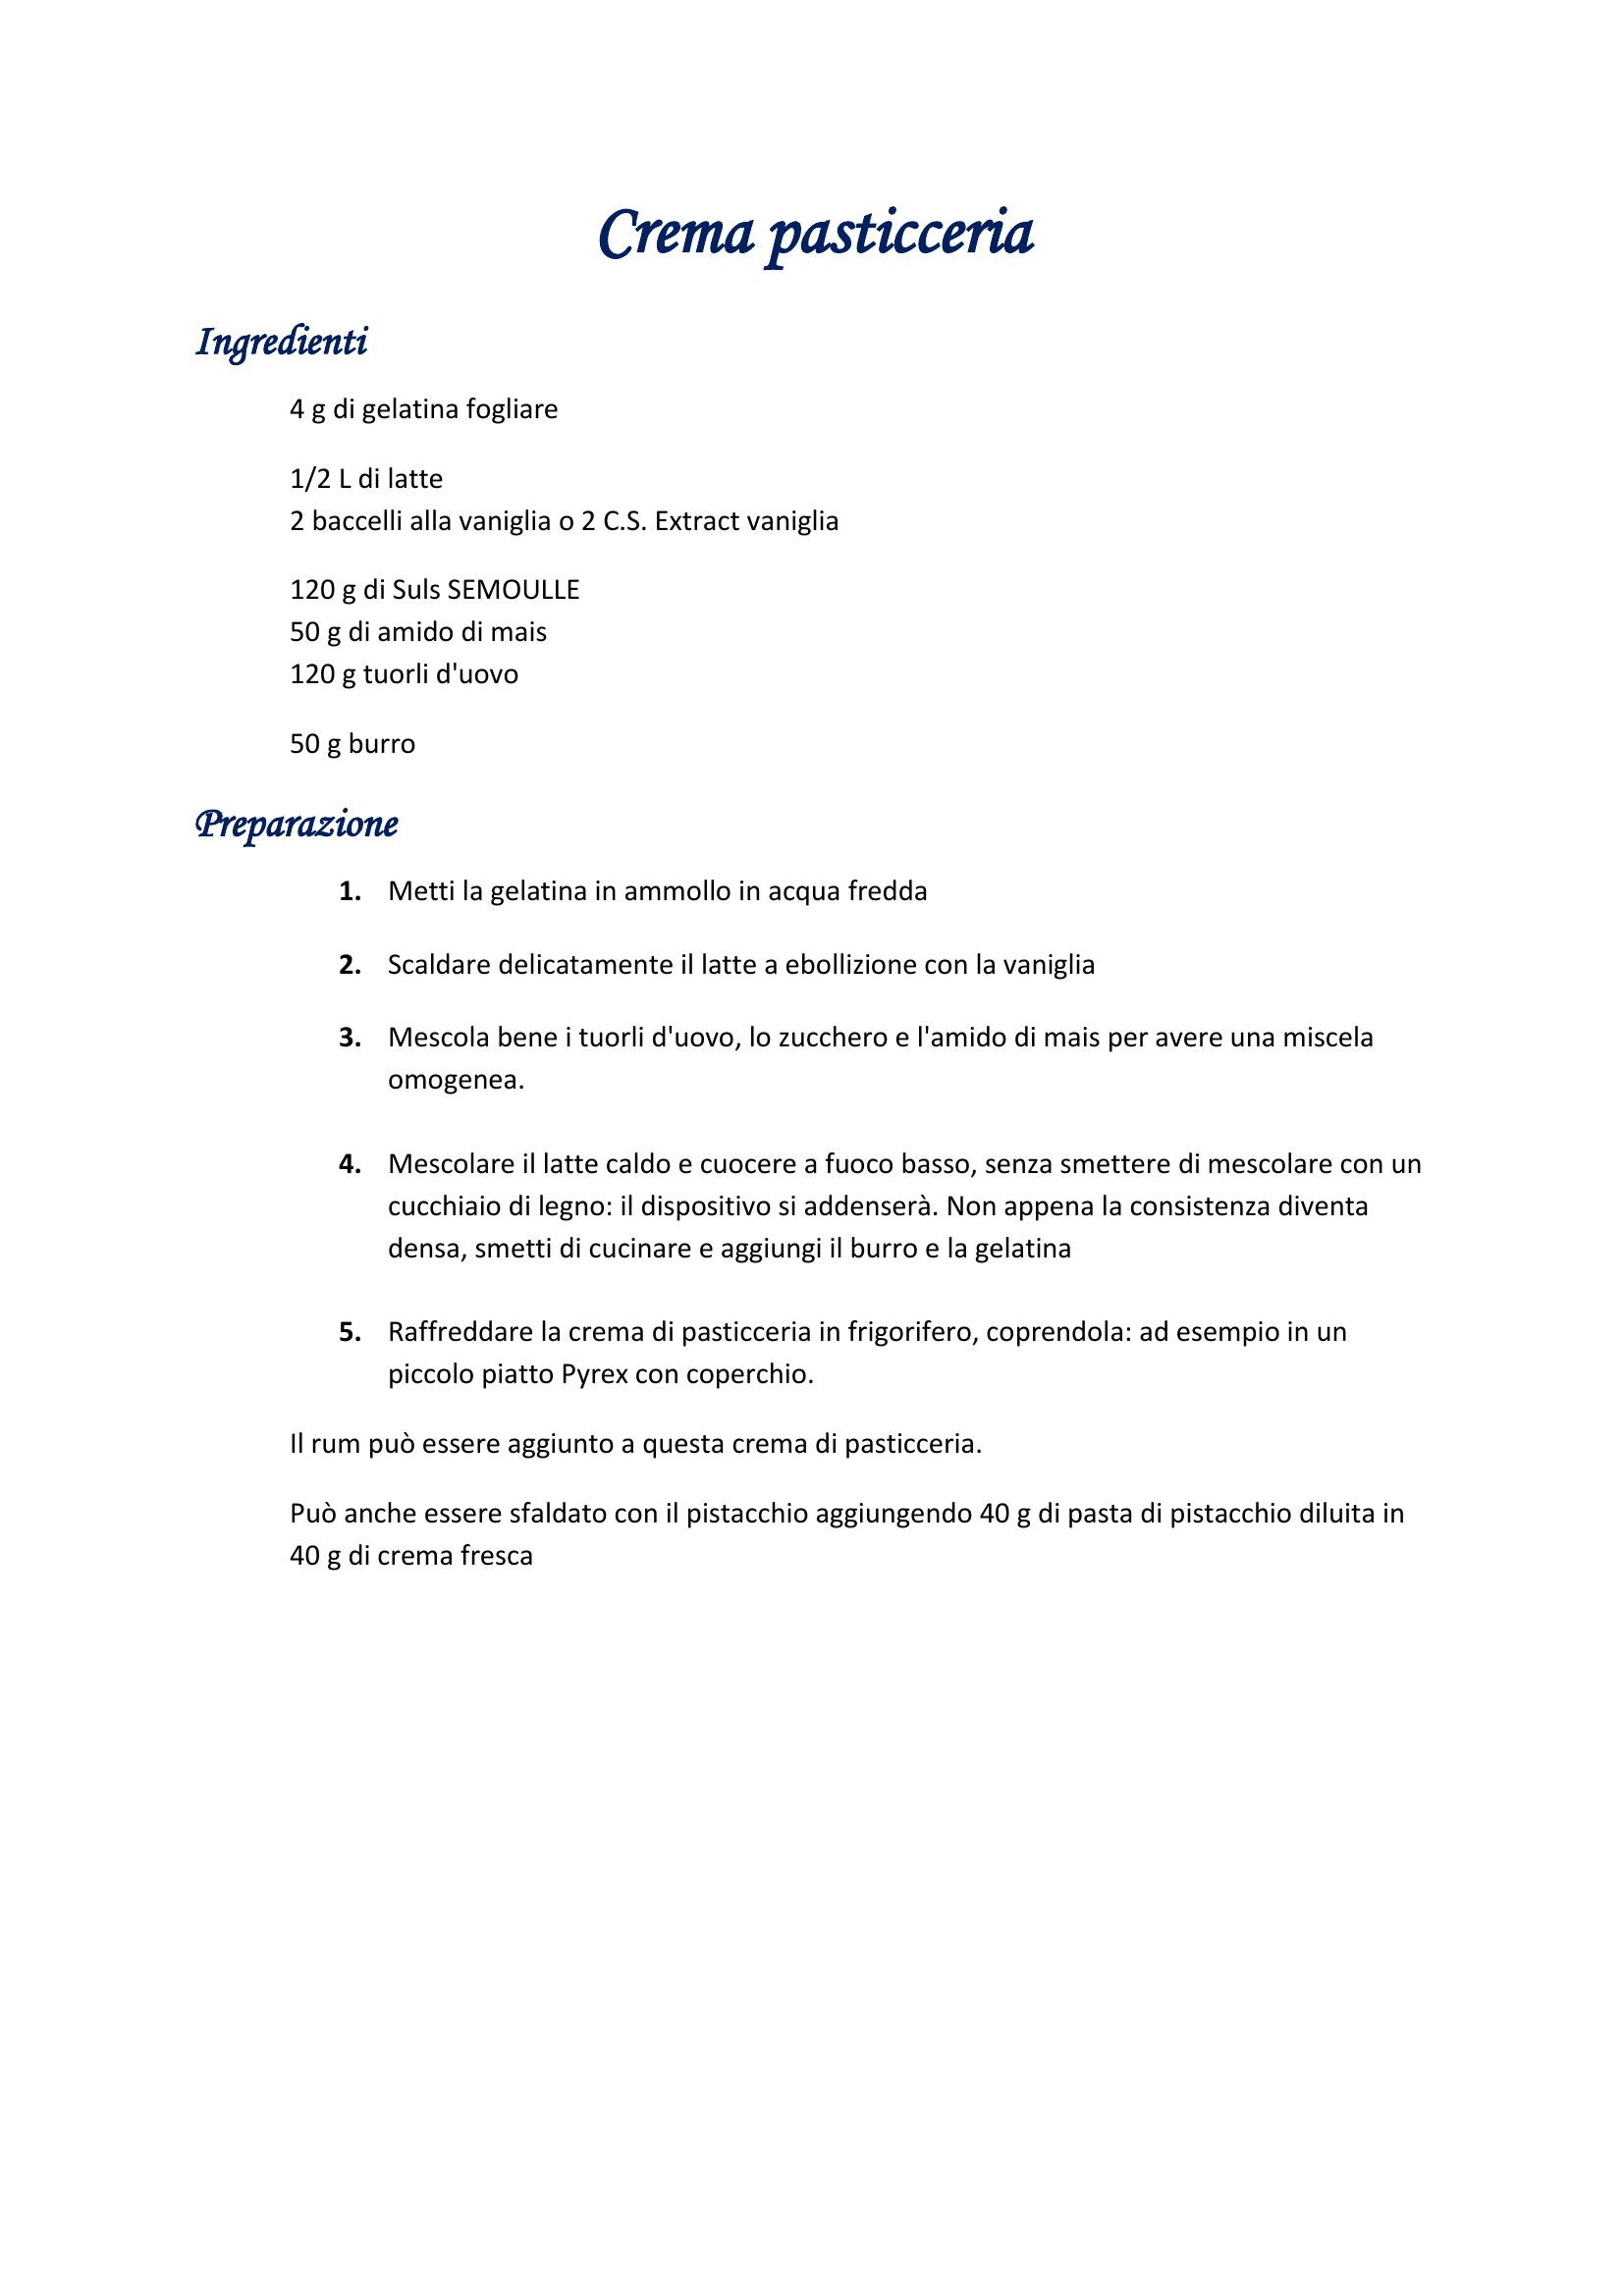 Crema pasticceria
Ingredienti
4 g di gelatina fogliare
1/2 L di latte
2 baccelli alla vaniglia o 2 C.S. Extract vaniglia
120 g di Suls SEMOULLE
50 g di amido di mais
120 g tuorli d'uovo
50 g burro
Preparazione
1. Metti la gelatina in ammollo in acqua fredda
2. Scaldare delicatamente il latte a ebollizione con la vaniglia
3. Mescola bene i tuorli d'uovo, lo zucchero e l'amido di mais per avere una miscela
omogenea.
4. Mescolare il latte caldo e cuocere a fuoco basso, senza smettere di mescolare con un
cucchiaio di legno: il dispositivo si addenserà. Non appena la consistenza diventa
densa, smetti di cucinare e aggiungi il burro e la gelatina
5. Raffreddare la crema di pasticceria in frigorifero, coprendola: ad esempio in un
piccolo piatto Pyrex con coperchio.
Il rum può essere aggiunto a questa crema di pasticceria.
Può anche essere sfaldato con il pistacchio aggiungendo 40 g di pasta di pistacchio diluita in
40 g di crema fresca